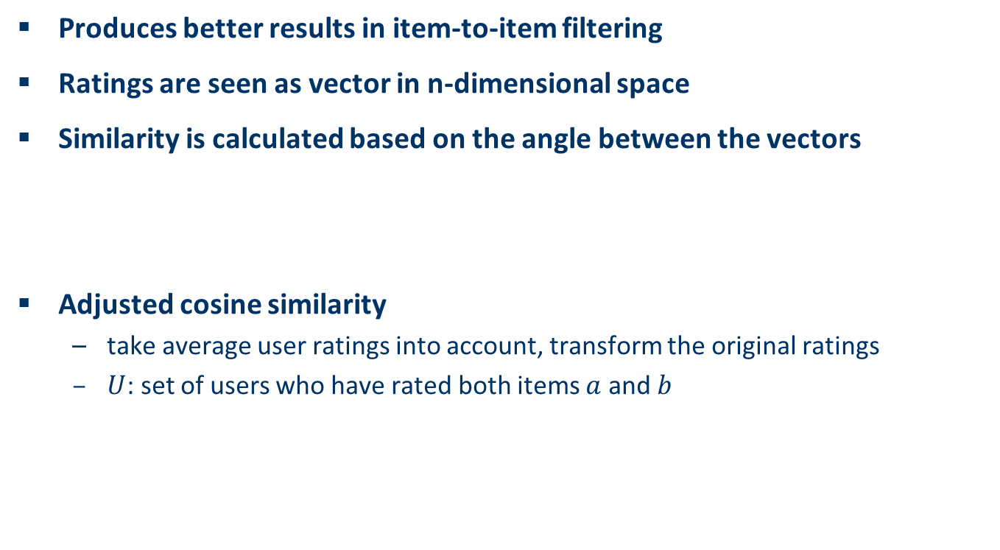 ▪ Produces better results in item-to-item filtering
▪ Ratings are seen as vector in n-dimensional space
▪ Similarity is calculated based on the angle between the vectors
▪ Adjusted cosine similarity
– take average user ratings into account, transform the original ratings
– 𝑈: set of users who have rated both items 𝑎 and 𝑏